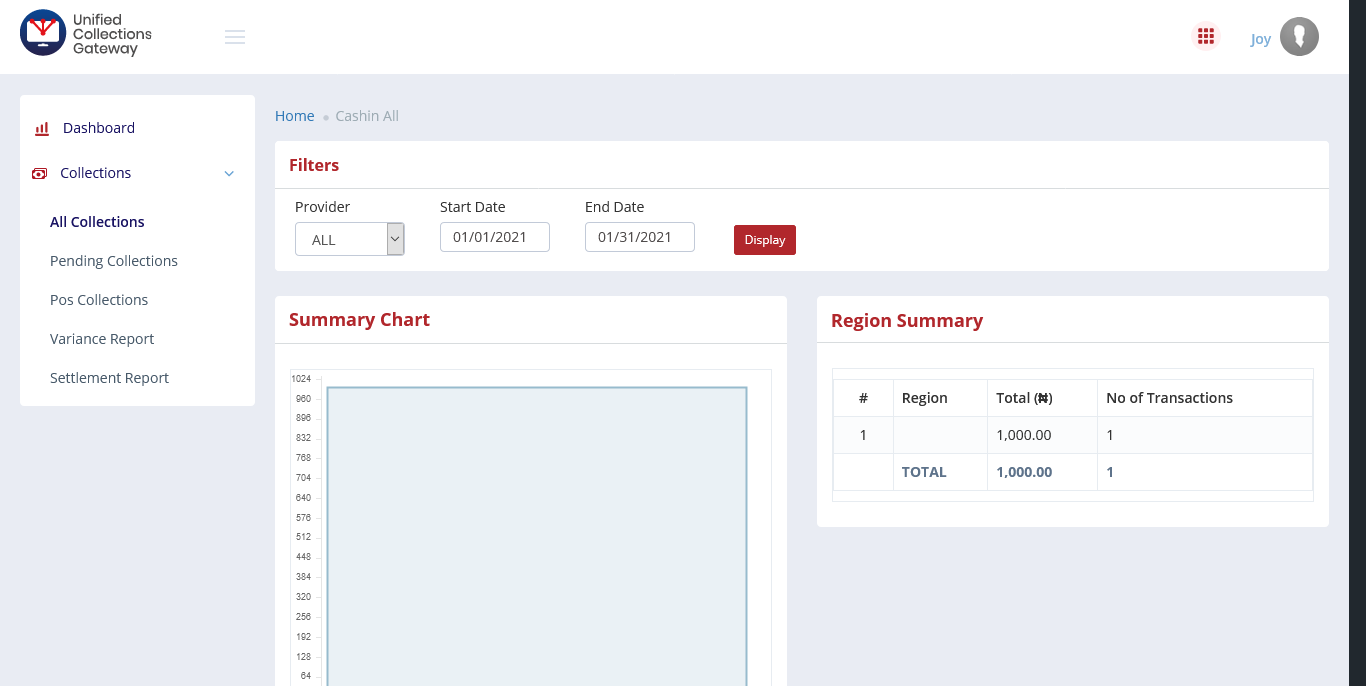 Unified
Collections
Gateway
Joy
Dashboard
Collections
All Collections
Pending Collections
Pos Collections
Variance Report
Settlement Report
Home Cashin All
Filters
Provider Start Date End Date
ALL 01/01/2021 01/31/2021 Display
Summary Chart
1024
960
896
832
768
704
640
576
512
448
384
320
256
192
128
64
Region Summary
# Region Total (₦) No of Transactions
1 1,000.00 1
TOTAL 1,000.00 1